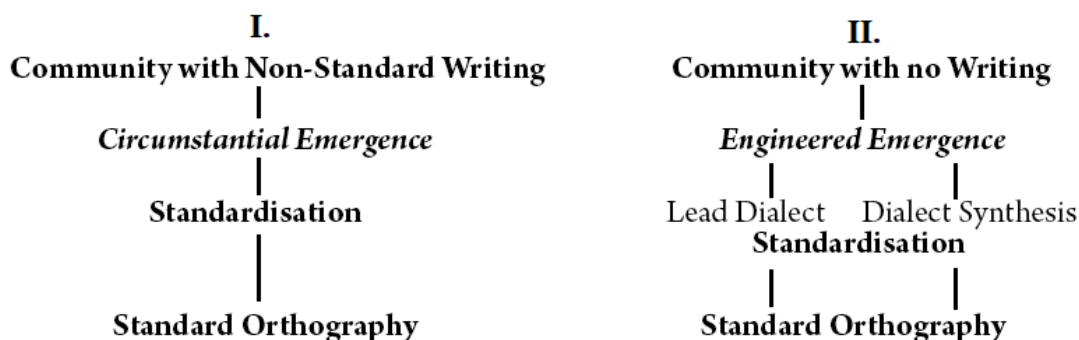 I.
Community with Non-Standard Writing
Circumstantial Emergence
Standardisation
Standard Orthography
II.
Community with no Writing
Engineered Emergence
Lead Dialect Dialect Synthesis
Standardisation
Standard Orthography